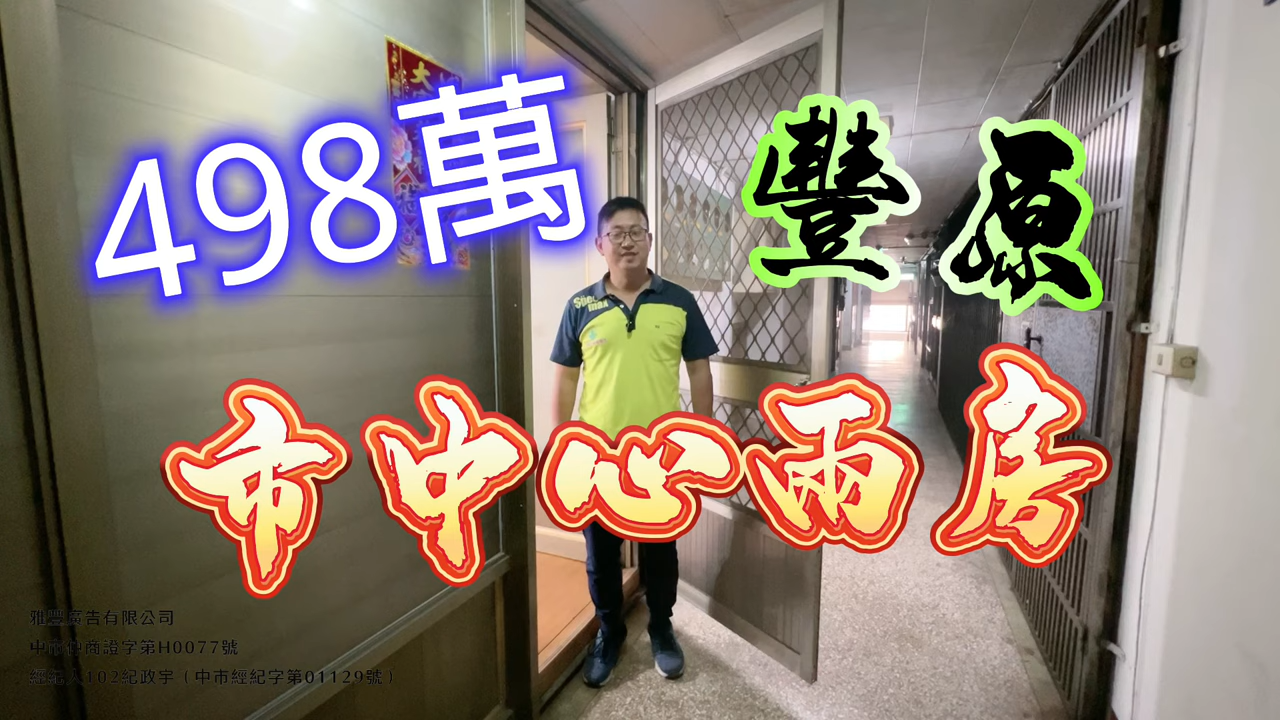 498萬
豐原
市中心兩房
雅豐廣告有限公司
中市仲商證字第H0077號
經紀人102紀政宇（中市經紀字第01129號）